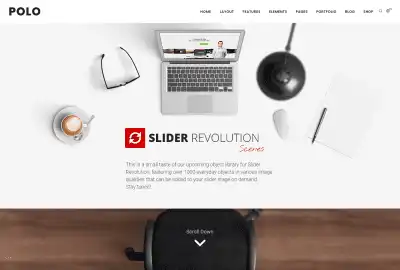 POLO
HOME LAYOUT FEATURES ELEMENTS PAGES PORTFOLIO BLOG SHOP
SLIDER REVOLUTION
Scenes
This is a small taste of our upcoming object library for Slider
Revolution, featuring over 1000 everyday objects in various image
qualities that can be added to your slider image on demand.
Stay tuned!
Scroll Down